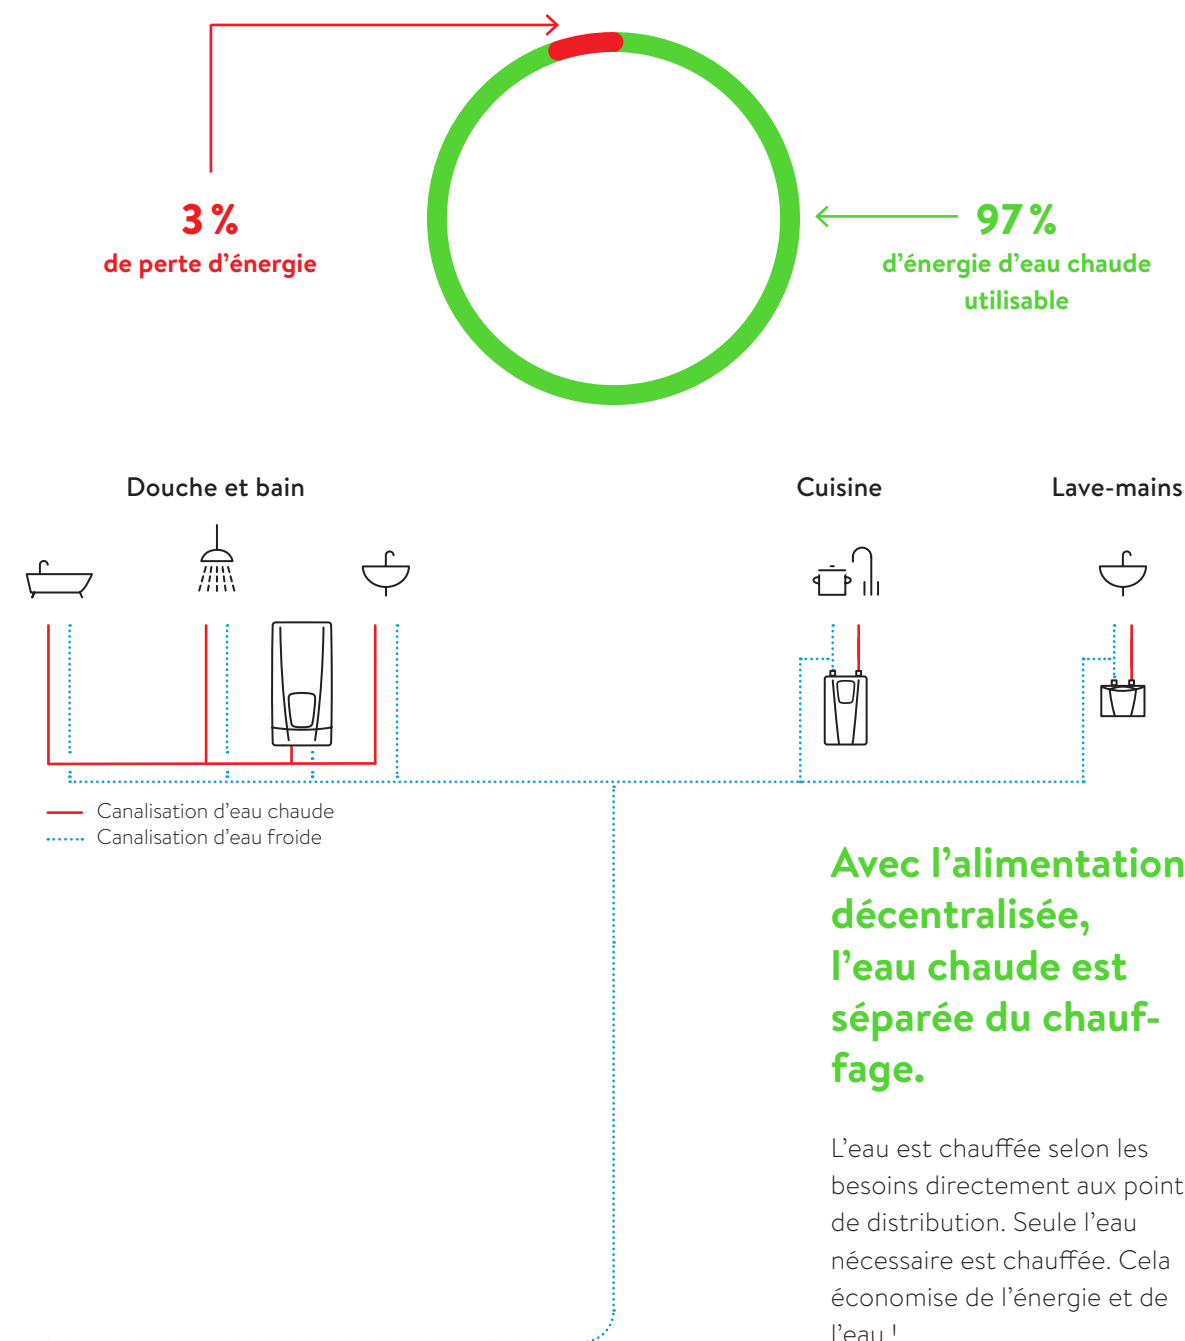 3 %
de perte d’énergie
97 %
d’énergie d’eau chaude
utilisable
Douche et bain
Cuisine
Lave-mains
Canalisation d’eau chaude
Canalisation d’eau froide
Avec l’alimentation
décentralisée,
l’eau chaude est
séparée du chauf-
fage.
L’eau est chauffée selon les
besoins directement aux point
de distribution. Seule l’eau
nécessaire est chauffée. Cela
économise de l’énergie et de
l’eau !